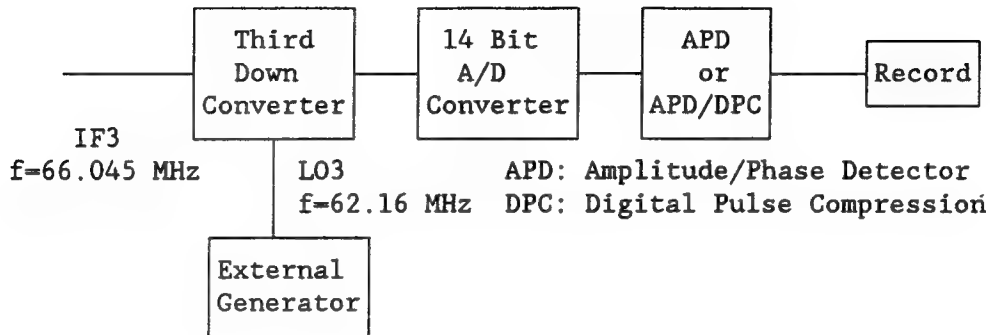 Third
Down
Converter
14 Bit
A/D
Converter
APD
or
APD/DPC
Record
IF3
f=66.045 MHz
LO3
f=62.16 MHz
APD: Amplitude/Phase Detector
DPC: Digital Pulse Compression
External
Generator